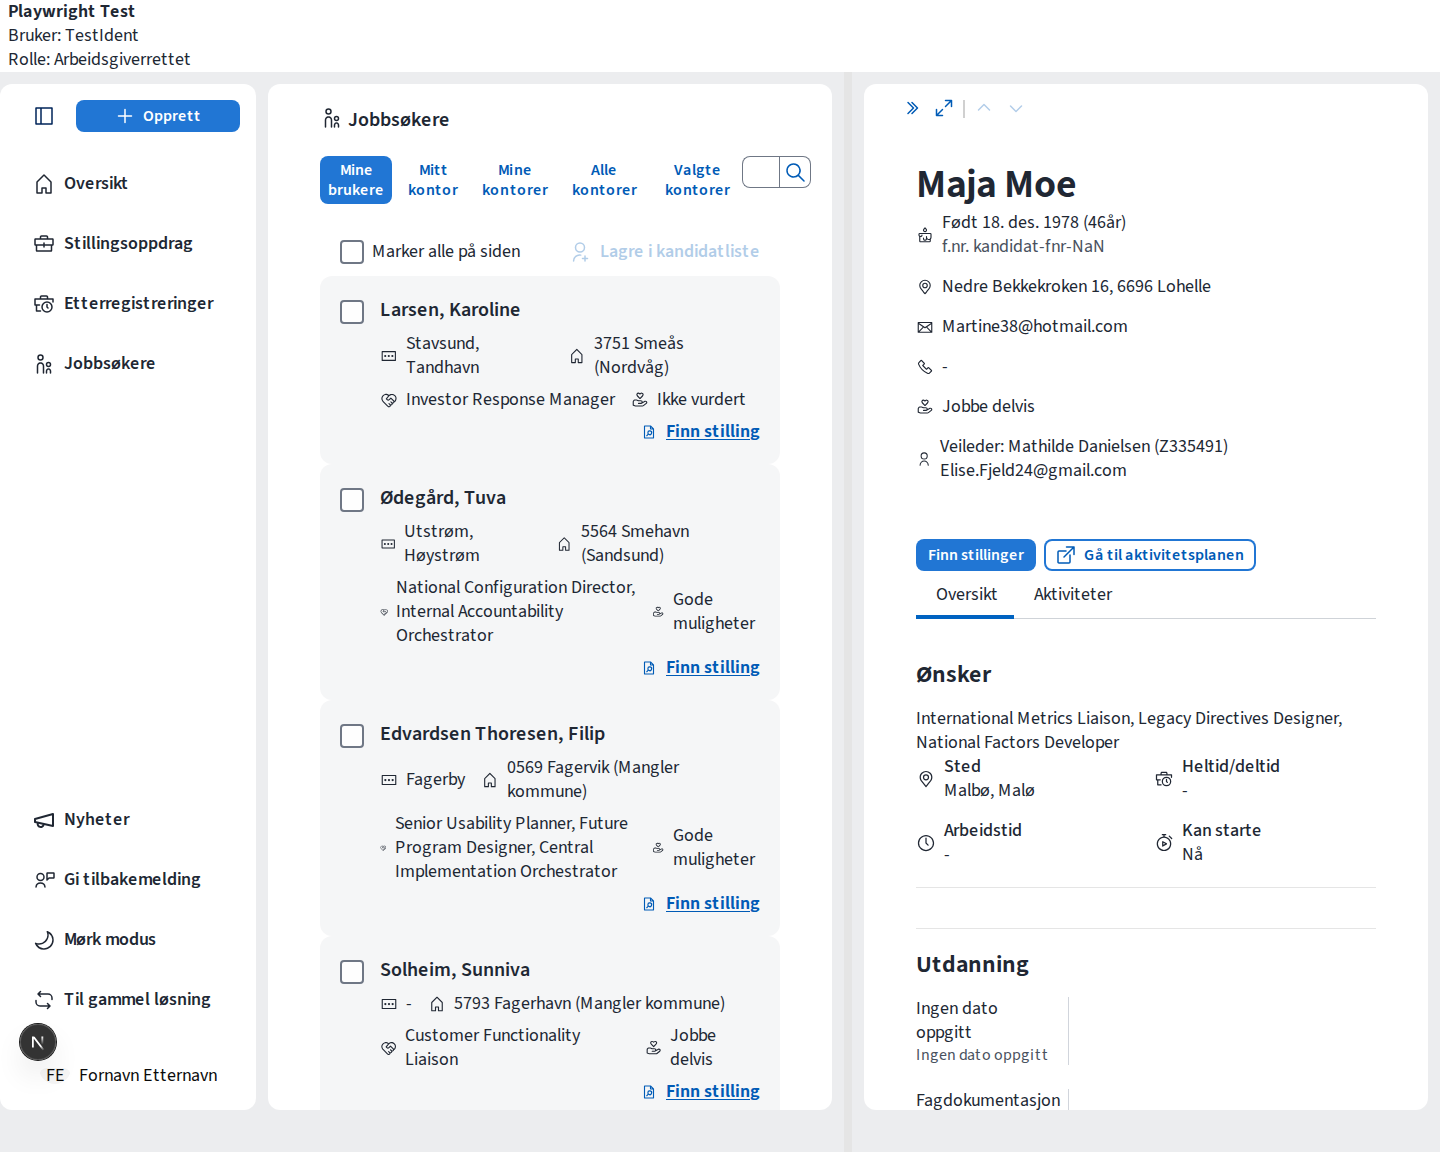 Playwright Test
Bruker: TestIdent
Rolle: Arbeidsgiverrettet
Opprett
Oversikt
Stillingsoppdrag
Etterregistreringer
Jobbsøkere
Nyheter
Gi tilbakemelding
Mørk modus
Til gammel løsning
N
FE Fornavn Etternavn
Jobbsøkere
Mine
brukere
Mitt
kontor
Mine
kontorer
Alle
kontorer
Valgte
kontorer
Marker alle på siden
Lagre i kandidatliste
Larsen, Karoline
Stavsund,
Tandhavn
3751 Smeås
(Nordvåg)
Investor Response Manager
Ikke vurdert
Finn stilling
Ødegård, Tuva
Utstrøm,
Høystrøm
5564 Smehavn
(Sandsund)
National Configuration Director,
Internal Accountability
Orchestrator
Gode
muligheter
Finn stilling
Edvardsen Thoresen, Filip
Fagerby
0569 Fagervik (Mangler
kommune)
Senior Usability Planner, Future
Program Designer, Central
Implementation Orchestrator
Gode
muligheter
Finn stilling
Solheim, Sunniva
-
5793 Fagerhavn (Mangler kommune)
Customer Functionality
Liaison
Jobbe
delvis
Finn stilling
Maja Moe
Født 18. des. 1978 (46år)
f.nr. kandidat-fnr-NaN
Nedre Bekkekroken 16, 6696 Lohelle
Martine38@hotmail.com
-
Jobbe delvis
Veileder: Mathilde Danielsen (Z335491)
Elise.Fjeld24@gmail.com
Finn stillinger
Gå til aktivitetsplanen
Oversikt
Aktiviteter
Ønsker
International Metrics Liaison, Legacy Directives Designer,
National Factors Developer
Sted
Malbø, Malø
Heltid/deltid
-
Arbeidstid
-
Kan starte
Nå
Utdanning
Ingen dato
oppgitt
Ingen dato oppgitt
Fagdokumentasjon